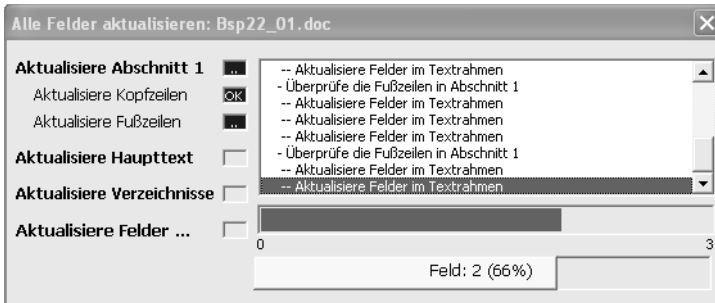 Alle Felder aktualisieren: Bsp22_01.doc
Aktualisiere Abschnitt 1 ..
Aktualisiere Kopfzeilen OK
Aktualisiere Fußzeilen ..
Aktualisiere Haupttext
Aktualisiere Verzeichnisse
Aktualisiere Felder ...
-- Aktualisiere Felder im Textrahmen
- Überprüfe die Fußzeilen in Abschnitt 1
-- Aktualisiere Felder im Textrahmen
-- Aktualisiere Felder im Textrahmen
-- Aktualisiere Felder im Textrahmen
- Überprüfe die Fußzeilen in Abschnitt 1
-- Aktualisiere Felder im Textrahmen
-- Aktualisiere Felder im Textrahmen
0 3
Feld: 2 (66%)